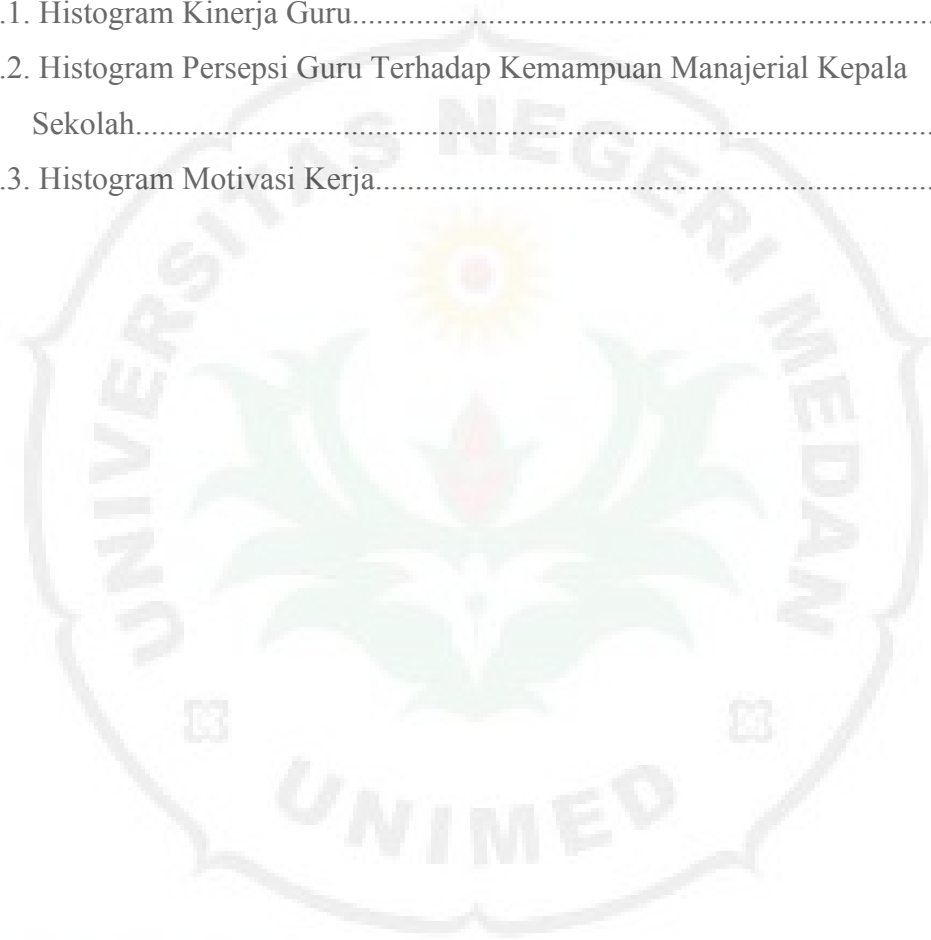 .1. Histogram Kinerja Guru................................................................................
.2. Histogram Persepsi Guru Terhadap Kemampuan Manajerial Kepala
Sekolah....................................................................................................
.3. Histogram Motivasi Kerja.............................................................................
UNIVERSITAS NEGERI MEDAN
UNIMED